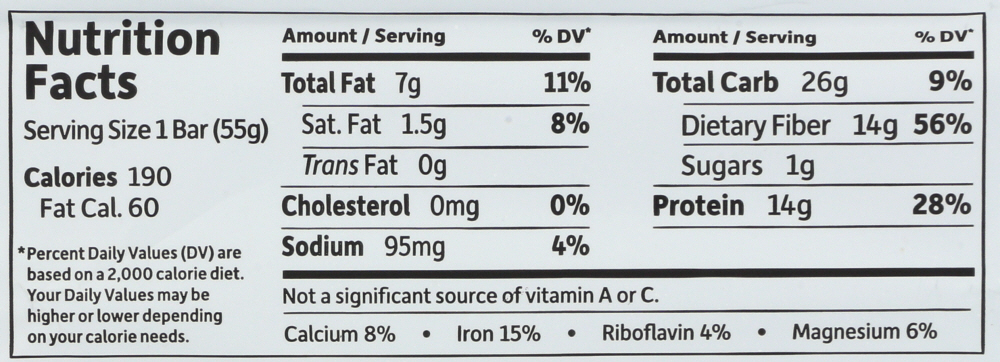 Nutrition
Facts
Serving Size 1 Bar (55g)
Calories 190
Fat Cal. 60
*Percent Daily Values (DV) are
based on a 2,000 calorie diet.
Your Daily Values may be
higher or lower depending
on your calorie needs.
Amount / Serving % DV*
Total Fat 7g 11%
Sat. Fat 1.5g 8%
Trans Fat 0g
Cholesterol 0mg 0%
Sodium 95mg 4%
Amount / Serving % DV*
Total Carb 26g 9%
Dietary Fiber 14g 56%
Sugars 1g
Protein 14g 28%
Not a significant source of vitamin A or C.
Calcium 8% • Iron 15% • Riboflavin 4% • Magnesium 6%